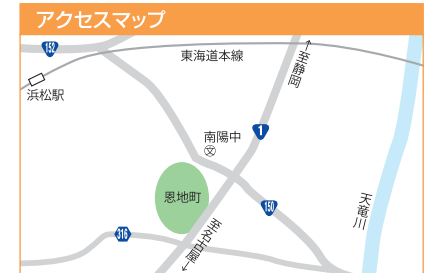 アクセスマップ
152
東海道本線
←至静岡
浜松駅
1
南陽中
文
恩地町
150
天竜川
316
至名古屋→